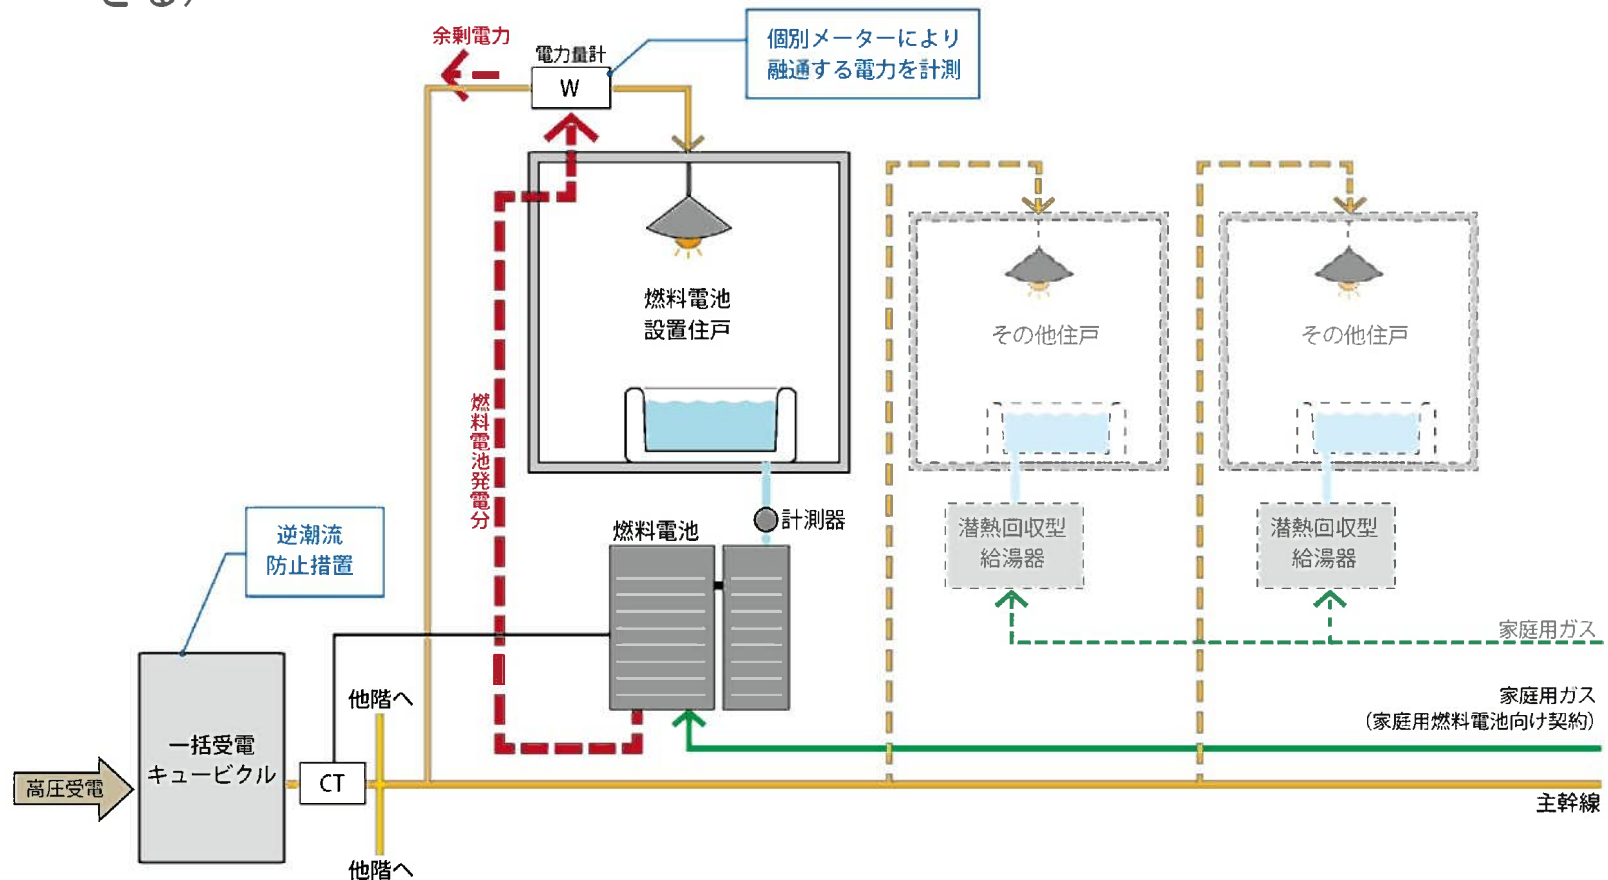 余剰電力
電力量計
W
個別メーターにより
融通する電力を計測
燃料電池
設置住戸
その他住戸
その他住戸
燃料電池発電分
計測器
燃料電池
潜熱回収型
給湯器
潜熱回収型
給湯器
逆潮流
防止措置
家庭用ガス
家庭用ガス
(家庭用燃料電池向け契約)
他階へ
一括受電
キュービクル
高圧受電
CT
主幹線
他階へ